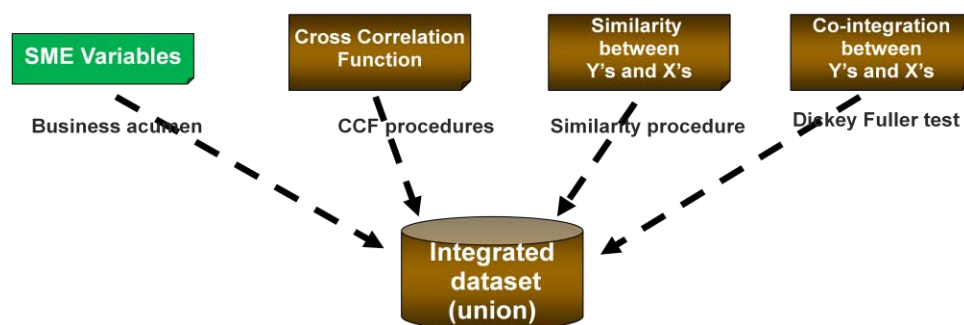 SME Variables
Cross Correlation
Function
Similarity
between
Y's and X's
Co-integration
between
Y's and X's
Business acumen
CCF procedures
Similarity procedure
Dickey Fuller test
Integrated
dataset
(union)